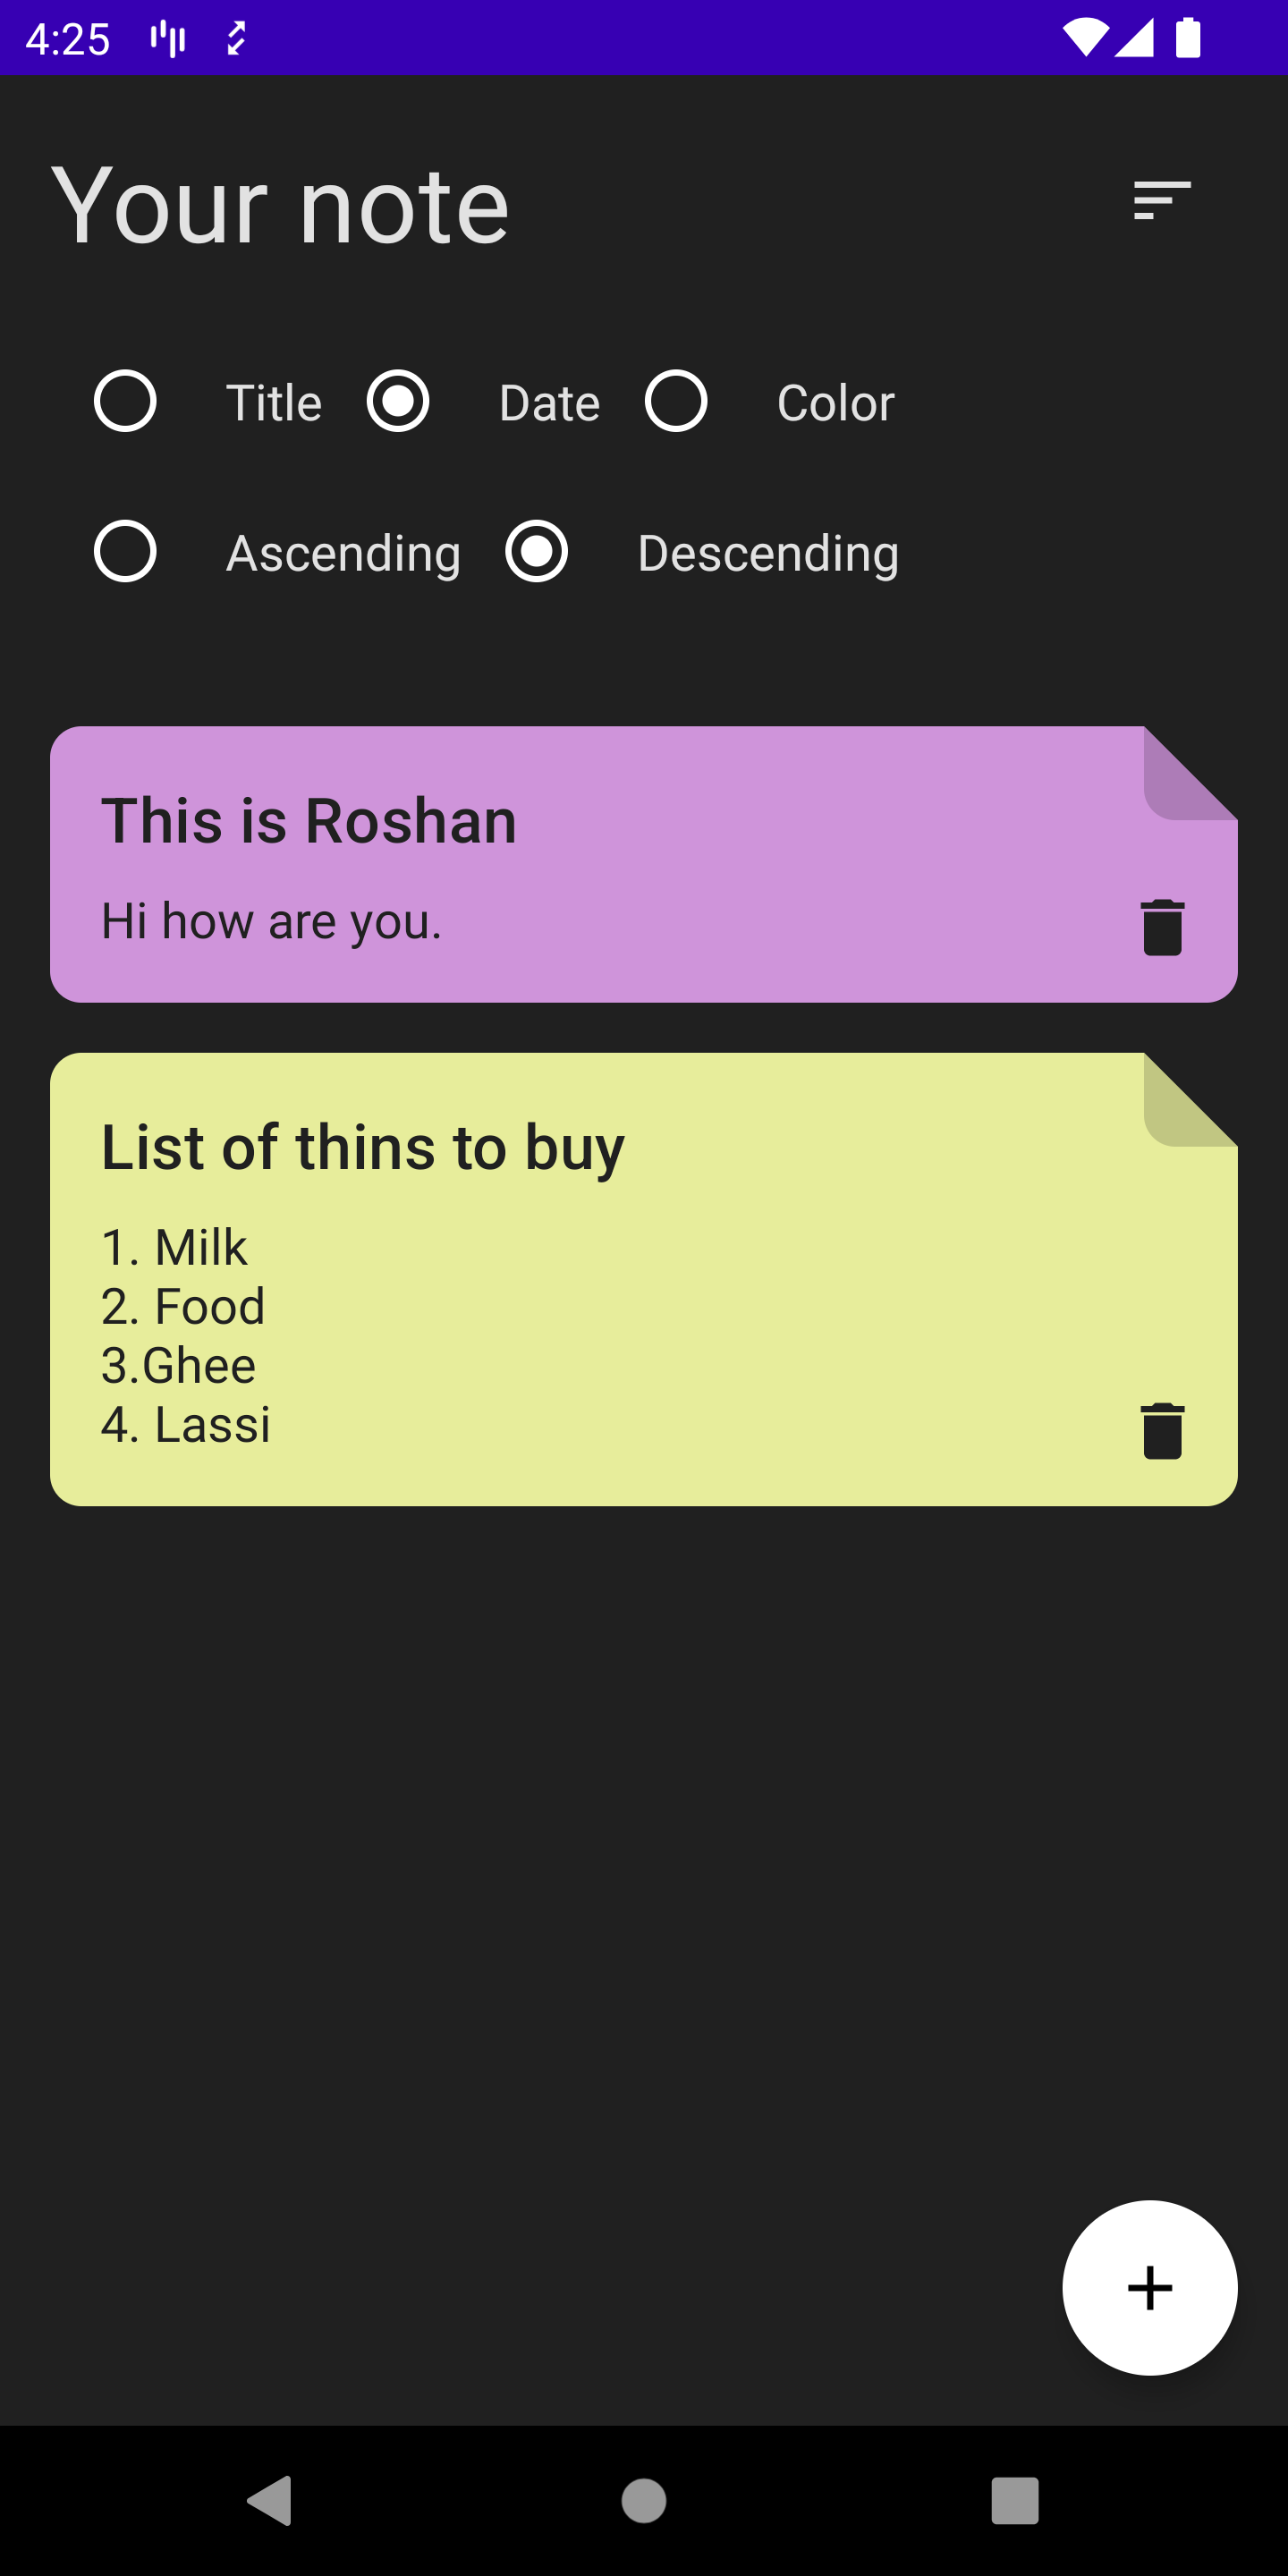 4:25
Your note
Title Date Color
Ascending Descending
This is Roshan
Hi how are you.
List of thins to buy
1. Milk
2. Food
3.Ghee
4. Lassi